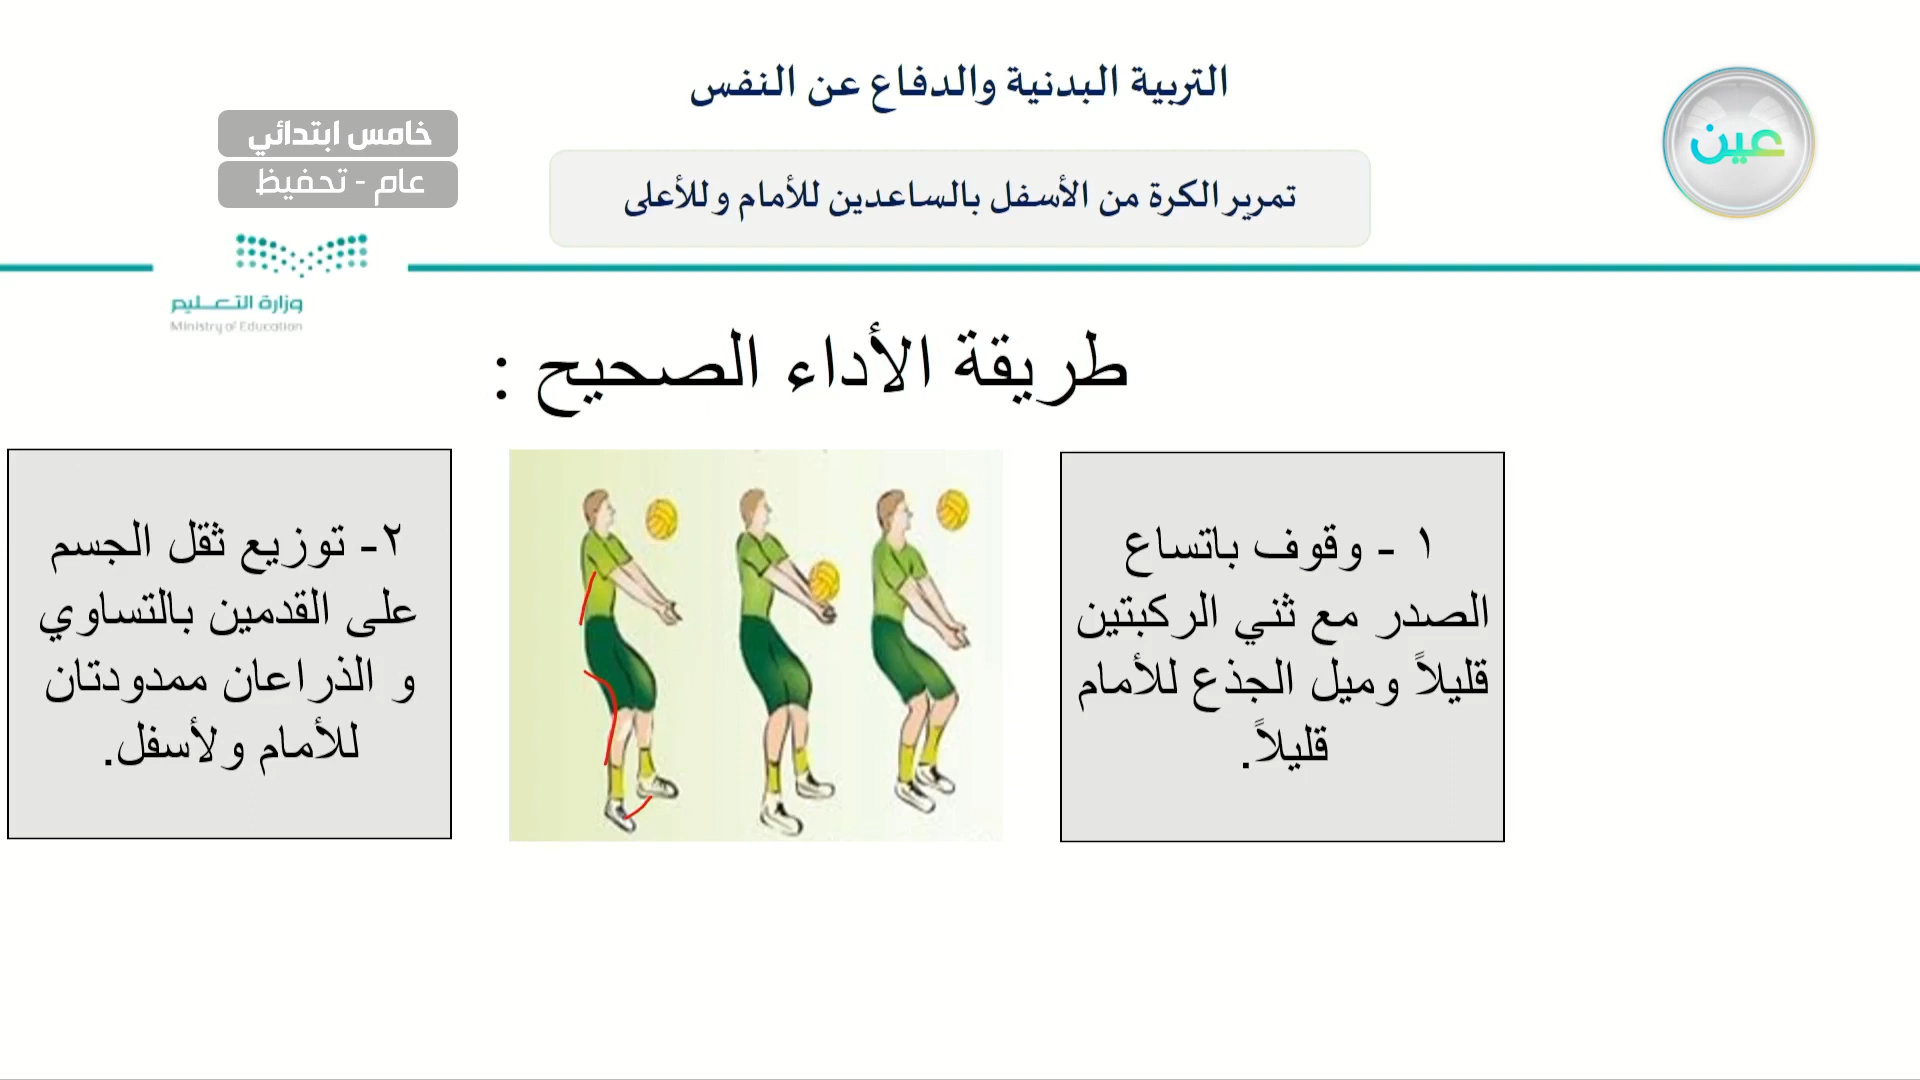 التربية البدنية والدفاع عن النفس
عين
خامس ابتدائي
عام - تحفيظ
تمرير الكرة من الأسفل بالساعدين للأمام وللأعلى
وزارة التعـليم
Ministry of Education
طريقة الأداء الصحيح :
١ - وقوف باتساع
الصدر مع ثني الركبتين
قليلاً وميل الجذع للأمام
قليلاً.
٢- توزيع ثقل الجسم
على القدمين بالتساوي
و الذراعان ممدودتان
للأمام ولأسفل.